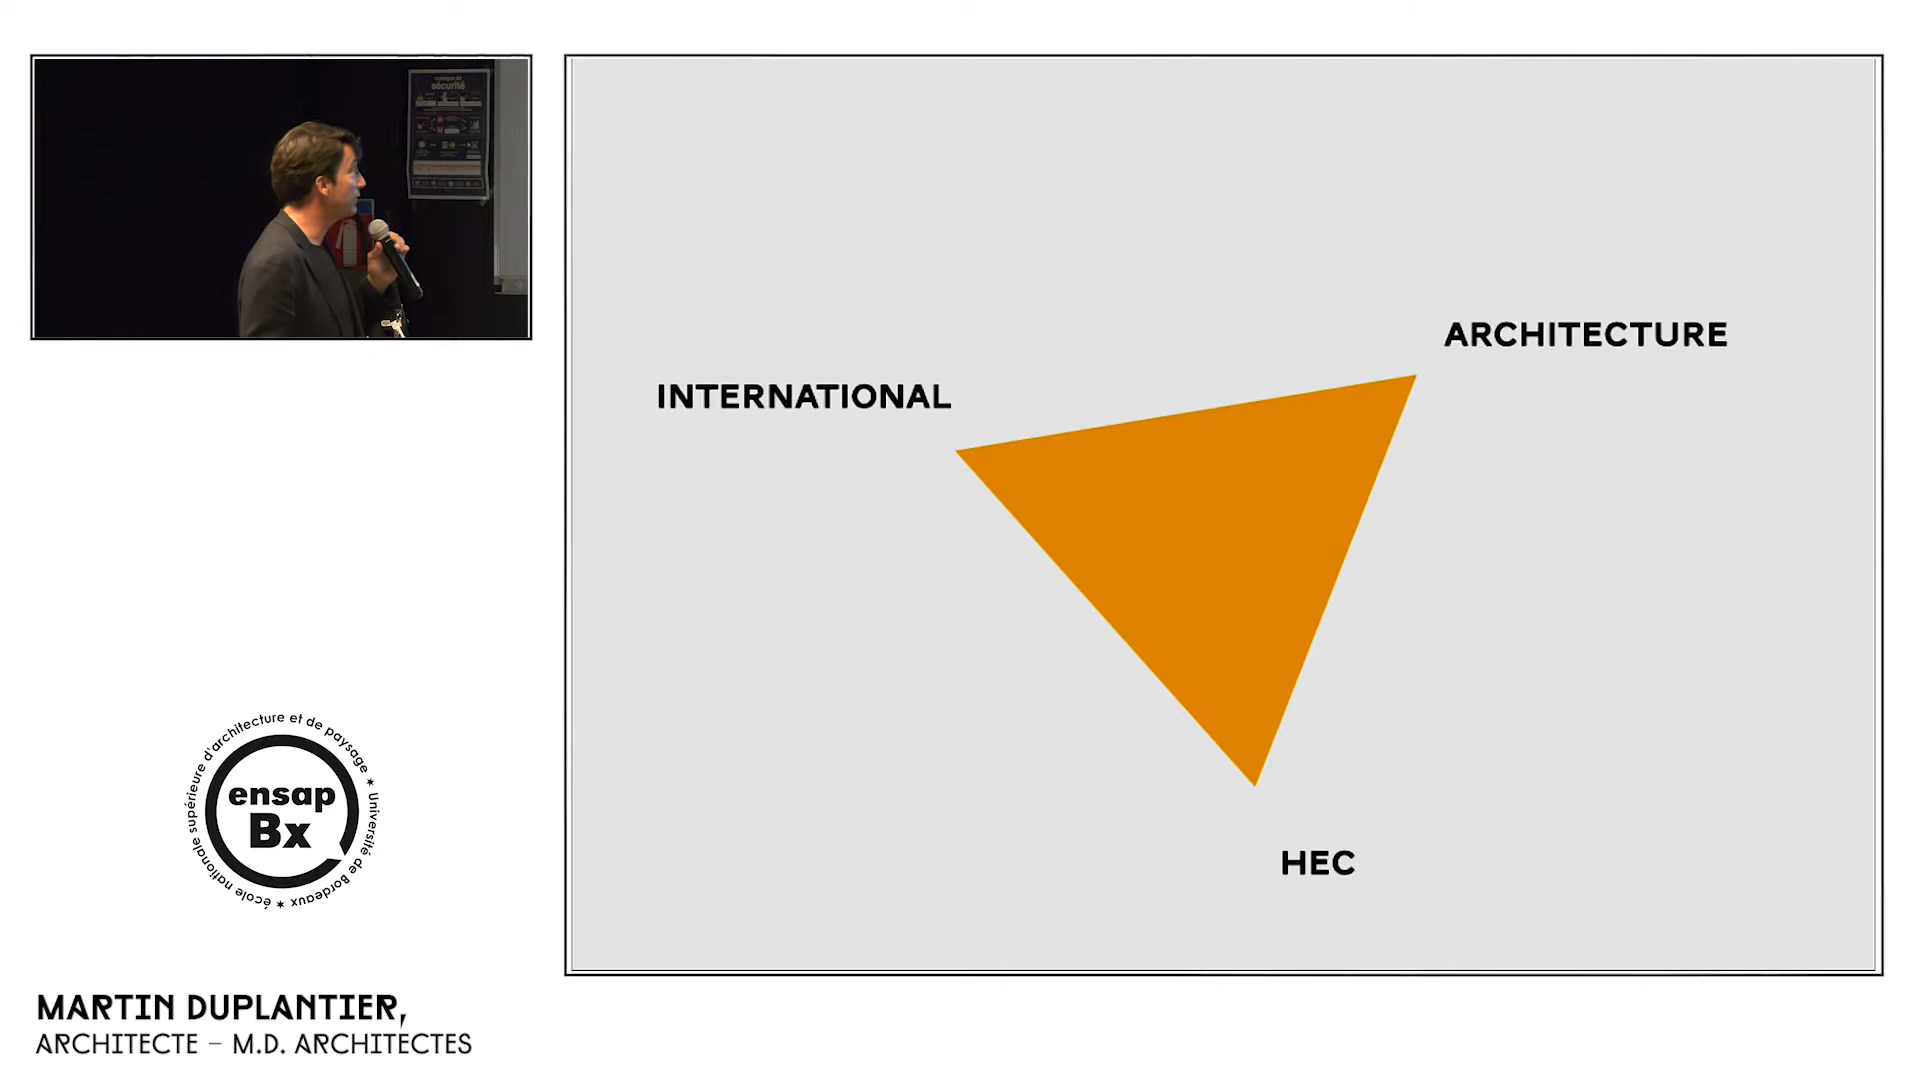 sécurité
INTERNATIONAL
ARCHITECTURE
HEC
école nationale supérieure d'architecture et de paysage ★ Université de Bordeaux ★
ensap
Bx
MARTIN DUPLANTIER,
ARCHITECTE – M.D. ARCHITECTES